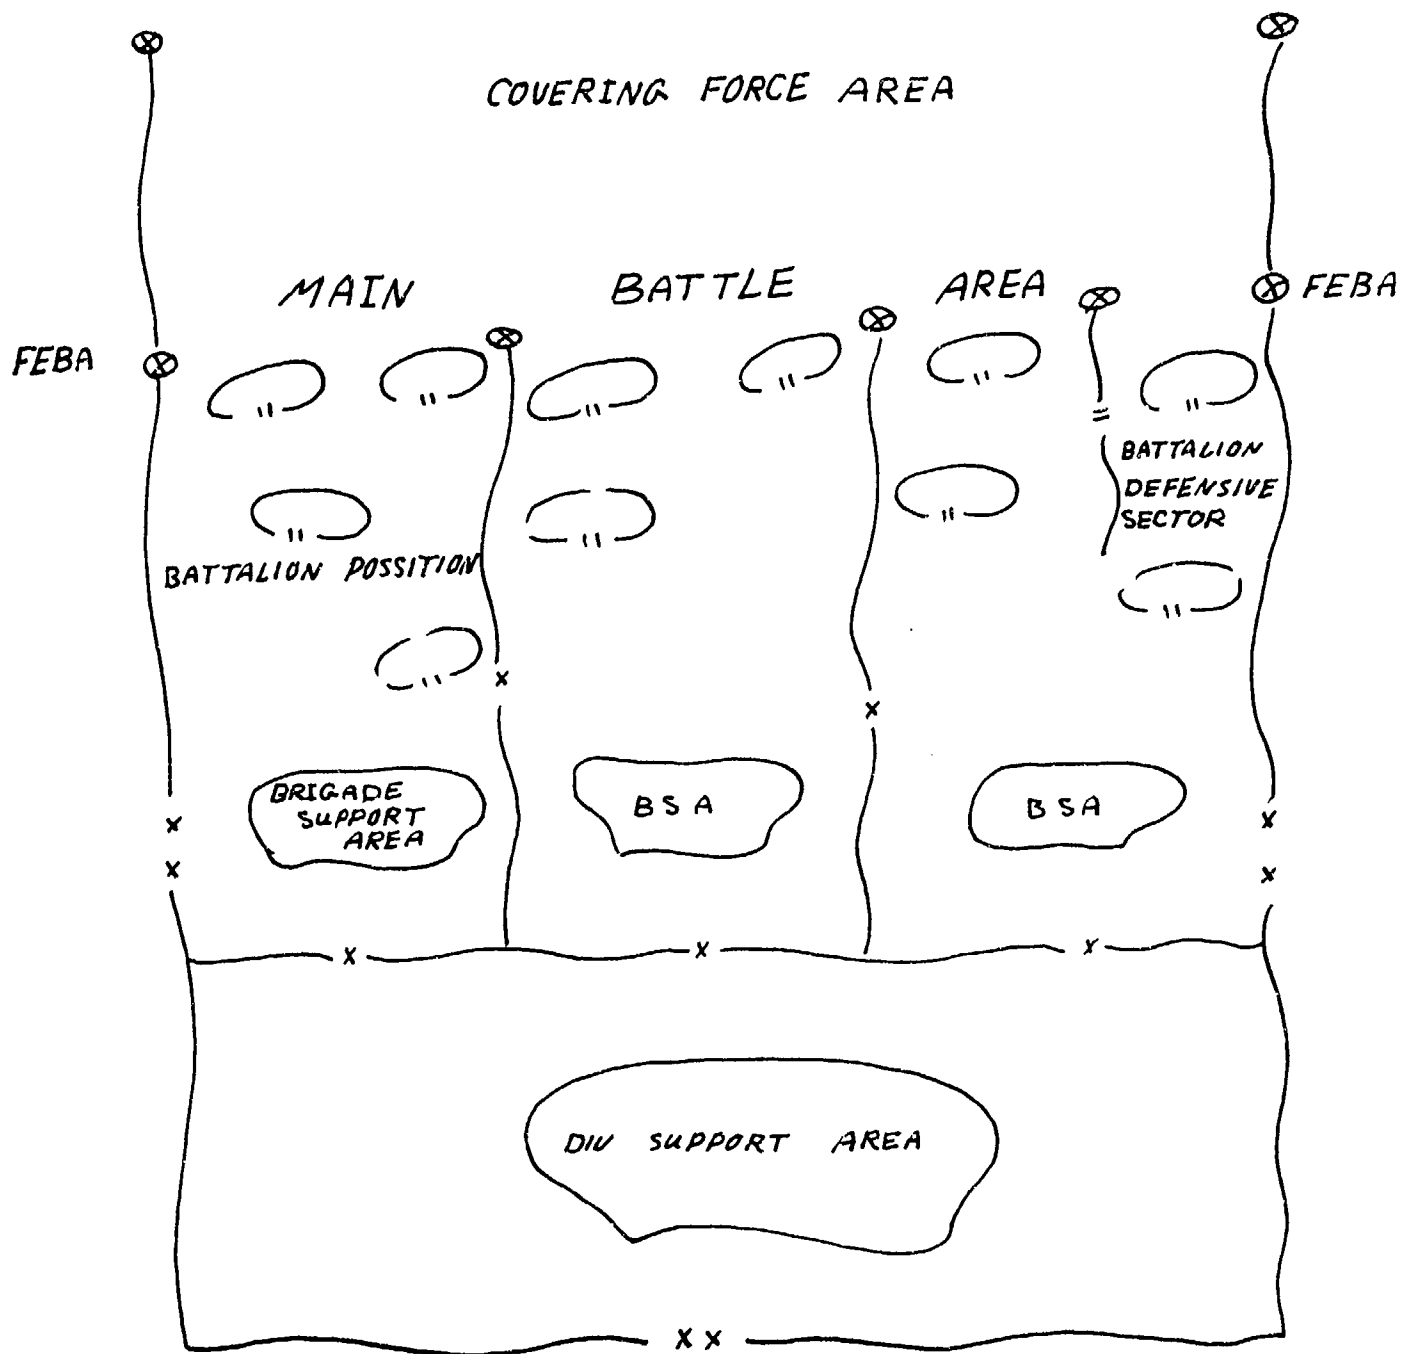 COVERING FORCE AREA
MAIN BATTLE AREA
FEBA
FEBA
BATTALION
DEFENSIVE
SECTOR
BATTALION POSSITION
x
x
BRIGADE
SUPPORT
AREA
BSA
BSA
x
x
x
x
x
x
x
DIV SUPPORT AREA
XX